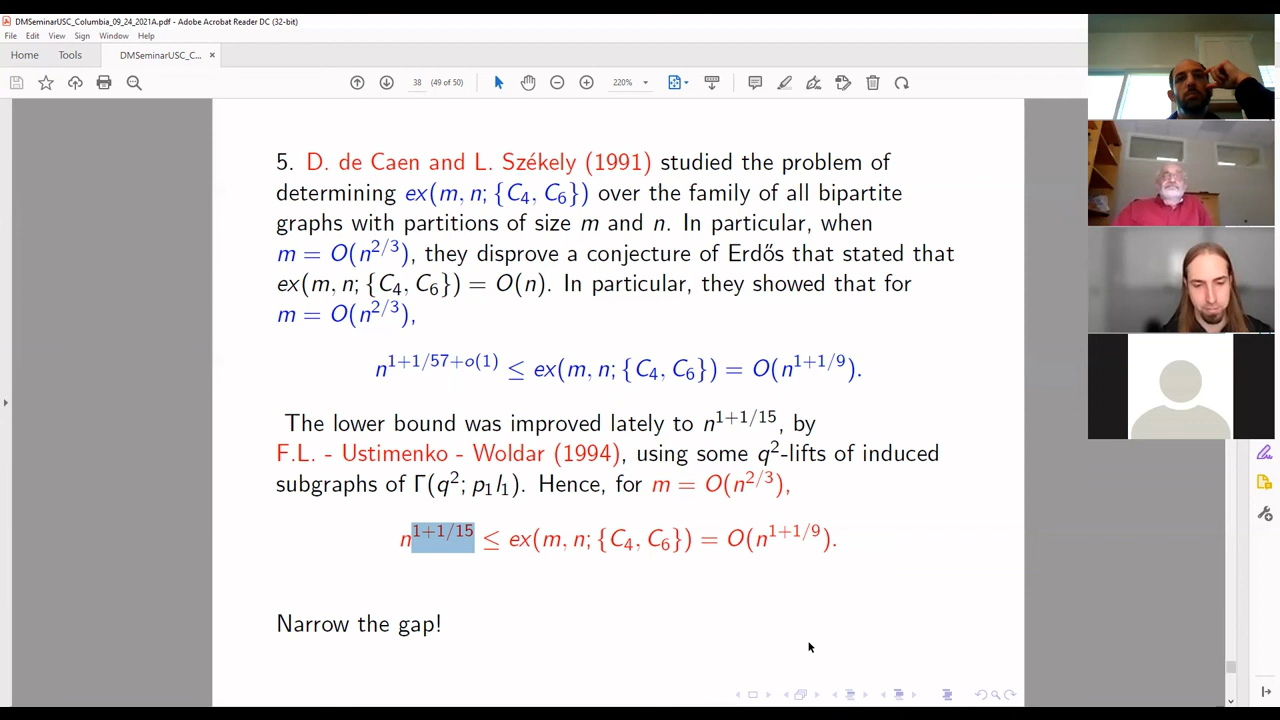 DMSeminarUSC_Columbia_09_24_2021A.pdf - Adobe Acrobat Reader DC (32-bit)
File Edit View Sign Window Help
Home Tools DMSeminarUSC_C... ×
38 (49 of 50) 220%
5. D. de Caen and L. Székely (1991) studied the problem of
determining ex(m, n; {C₄, C₆}) over the family of all bipartite
graphs with partitions of size m and n. In particular, when
m = O(n^{2/3}), they disprove a conjecture of Erdős that stated that
ex(m, n; {C₄, C₆}) = O(n). In particular, they showed that for
m = O(n^{2/3}),
n^{1+1/57+o(1)} ≤ ex(m, n; {C₄, C₆}) = O(n^{1+1/9}).
The lower bound was improved lately to n^{1+1/15}, by
F.L. - Ustimenko - Woldar (1994), using some q²-lifts of induced
subgraphs of Γ(q²; p₁l₁). Hence, for m = O(n^{2/3}),
n^{1+1/15} ≤ ex(m, n; {C₄, C₆}) = O(n^{1+1/9}).
Narrow the gap!